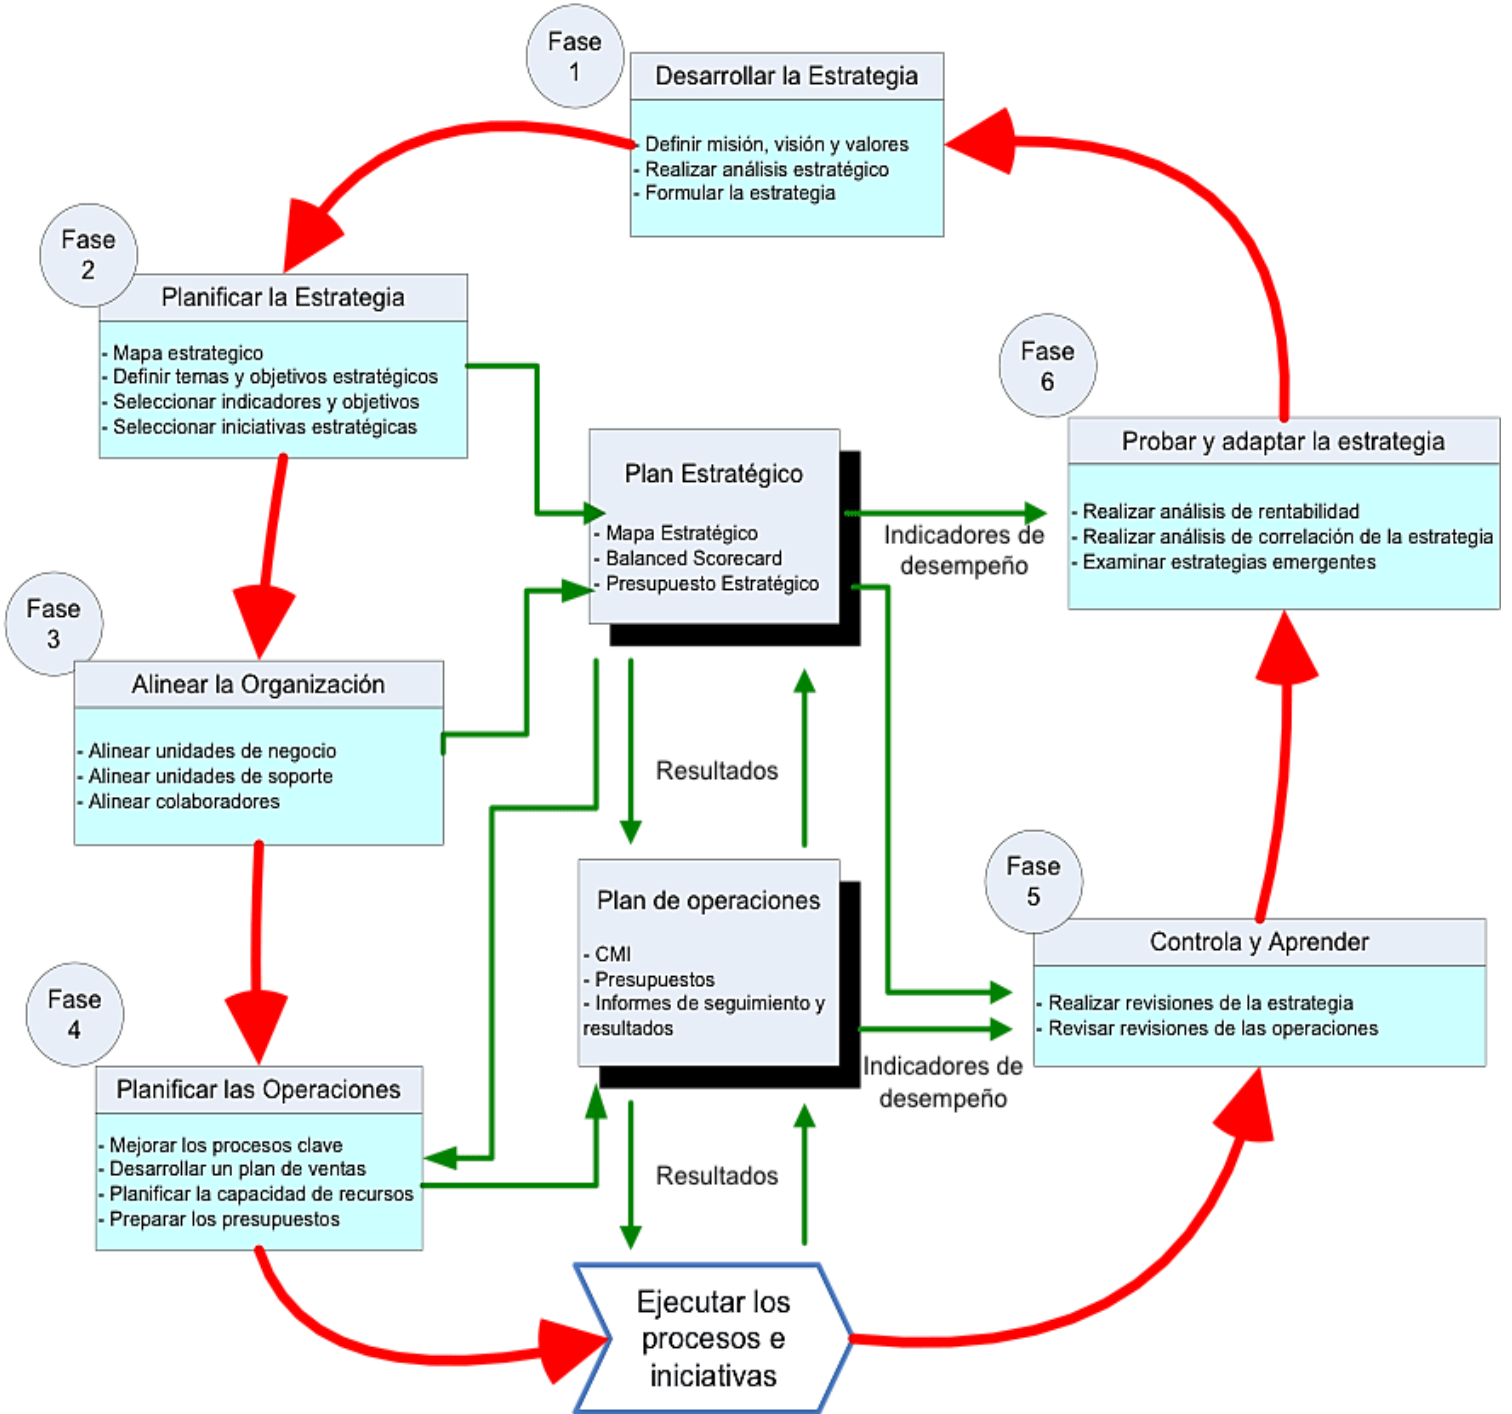 Fase
1
Desarrollar la Estrategia
- Definir misión, visión y valores
- Realizar análisis estratégico
- Formular la estrategia
Fase
2
Planificar la Estrategia
- Mapa estrategico
- Definir temas y objetivos estratégicos
- Seleccionar indicadores y objetivos
- Seleccionar iniciativas estratégicas
Fase
3
Alinear la Organización
- Alinear unidades de negocio
- Alinear unidades de soporte
- Alinear colaboradores
Fase
4
Planificar las Operaciones
- Mejorar los procesos clave
- Desarrollar un plan de ventas
- Planificar la capacidad de recursos
- Preparar los presupuestos
Plan Estratégico
- Mapa Estratégico
- Balanced Scorecard
- Presupuesto Estratégico
Indicadores de
desempeño
Resultados
Plan de operaciones
- CMI
- Presupuestos
- Informes de seguimiento y
resultados
Indicadores de
desempeño
Resultados
Ejecutar los
procesos e
iniciativas
Fase
5
Controla y Aprender
- Realizar revisiones de la estrategia
- Revisar revisiones de las operaciones
Fase
6
Probar y adaptar la estrategia
- Realizar análisis de rentabilidad
- Realizar análisis de correlación de la estrategia
- Examinar estrategias emergentes